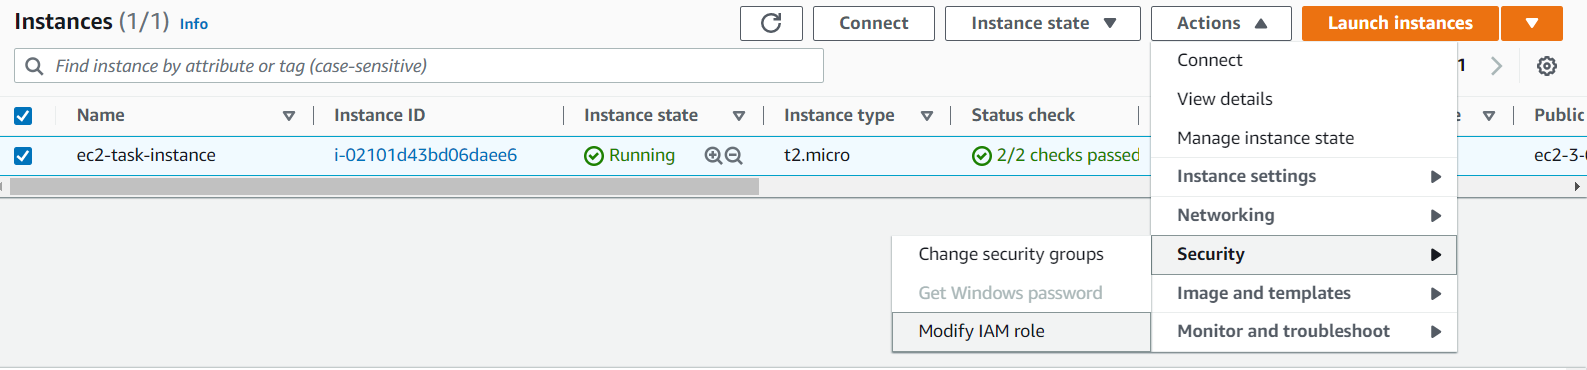 Instances (1/1) Info
Connect
Instance state
Actions
Launch instances
Find instance by attribute or tag (case-sensitive)
1
Name
Instance ID
Instance state
Instance type
Status check
Public
ec2-task-instance
i-02101d43bd06daee6
Running
t2.micro
2/2 checks passed
ec2-3-
Connect
View details
Manage instance state
Instance settings
Networking
Security
Image and templates
Monitor and troubleshoot
Change security groups
Get Windows password
Modify IAM role